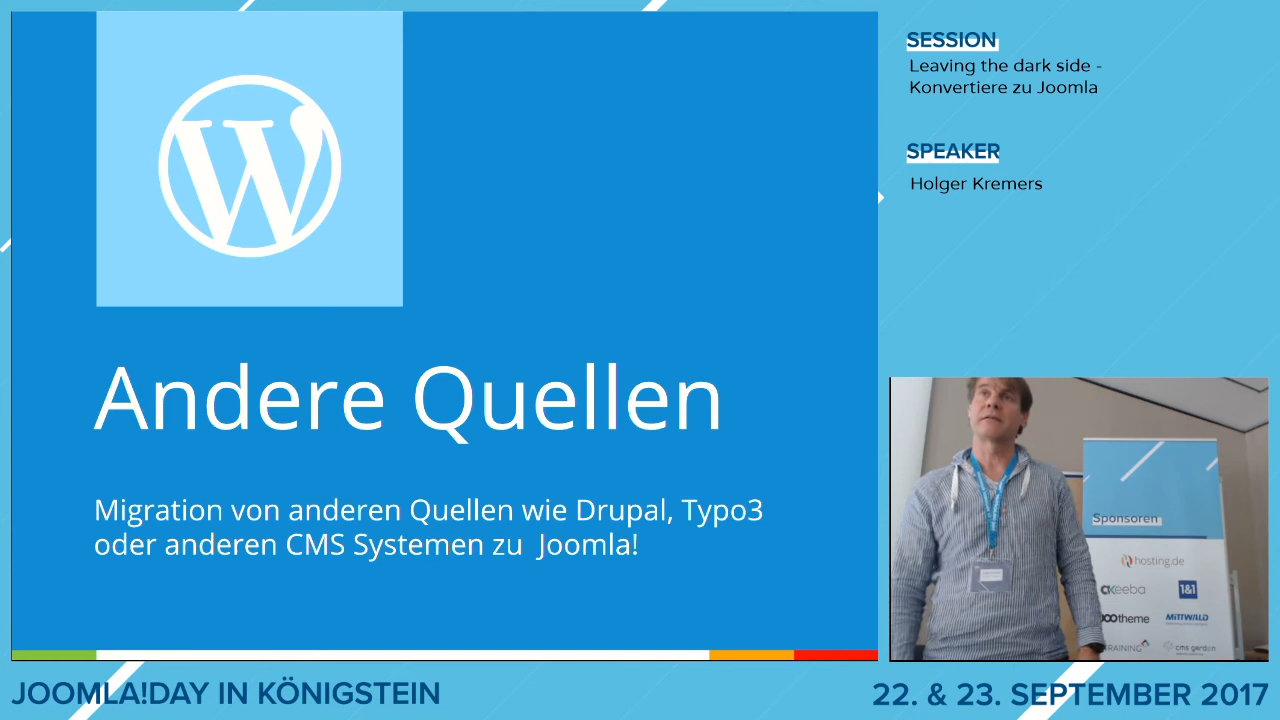 SESSION
Leaving the dark side -
Konvertiere zu Joomla
SPEAKER
Holger Kremers
Andere Quellen
Migration von anderen Quellen wie Drupal, Typo3
oder anderen CMS Systemen zu Joomla!
Sponsoren
hosting.de
akeeba
1&1
theme
MITTWALD
TRAINING
cms garden
JOOMLA!DAY IN KÖNIGSTEIN
22. & 23. SEPTEMBER 2017